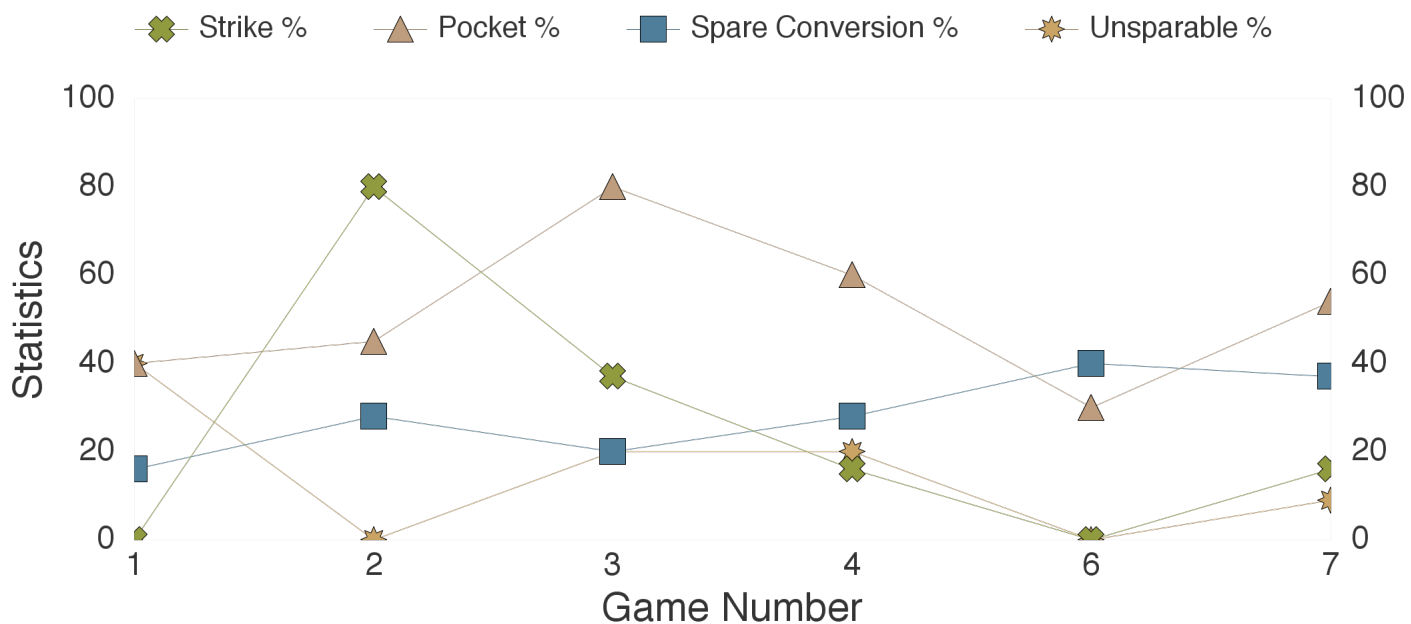 Strike % Pocket % Spare Conversion % Unsparable %
100 100
80 80
60 60
40 40
20 20
0 0
Statistics
1 2 3 4 6 7
Game Number